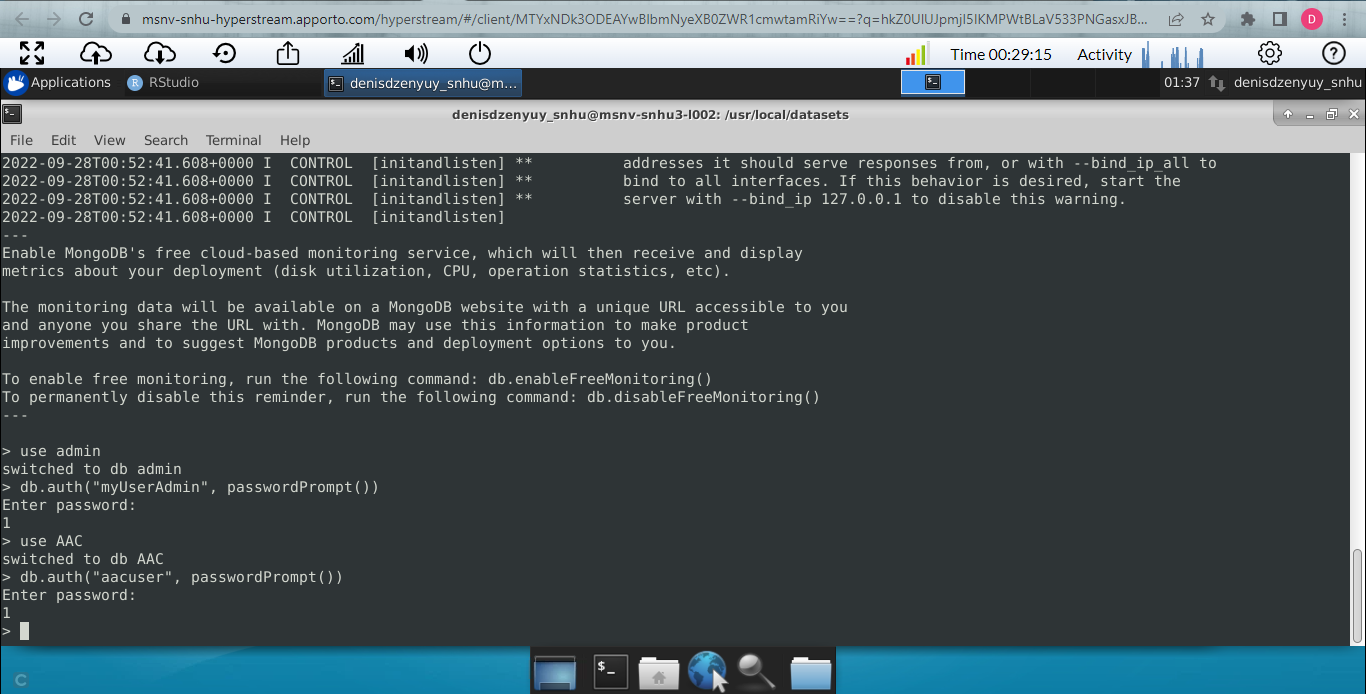 msnv-snhu-hyperstream.apporto.com/hyperstream/#/client/MTYxNDk3ODEAYwBlbmNyeXB0ZWR1cmwtamRiYw==?q=hkZ0UlUJpmjI5IKMPWtBLaV533PNGasxJB...
D
Time 00:29:15 Activity
Applications RStudio denisdzenyuy_snhu@m... 01:37 denisdzenyuy_snhu
denisdzenyuy_snhu@msnv-snhu3-l002: /usr/local/datasets
File Edit View Search Terminal Help
2022-09-28T00:52:41.608+0000 I  CONTROL  [initandlisten] **          addresses it should serve responses from, or with --bind_ip_all to
2022-09-28T00:52:41.608+0000 I  CONTROL  [initandlisten] **          bind to all interfaces. If this behavior is desired, start the
2022-09-28T00:52:41.608+0000 I  CONTROL  [initandlisten] **          server with --bind_ip 127.0.0.1 to disable this warning.
2022-09-28T00:52:41.608+0000 I  CONTROL  [initandlisten]
---
Enable MongoDB's free cloud-based monitoring service, which will then receive and display
metrics about your deployment (disk utilization, CPU, operation statistics, etc).
The monitoring data will be available on a MongoDB website with a unique URL accessible to you
and anyone you share the URL with. MongoDB may use this information to make product
improvements and to suggest MongoDB products and deployment options to you.
To enable free monitoring, run the following command: db.enableFreeMonitoring()
To permanently disable this reminder, run the following command: db.disableFreeMonitoring()
---
> use admin
switched to db admin
> db.auth("myUserAdmin", passwordPrompt())
Enter password:
1
> use AAC
switched to db AAC
> db.auth("aacuser", passwordPrompt())
Enter password:
1
>